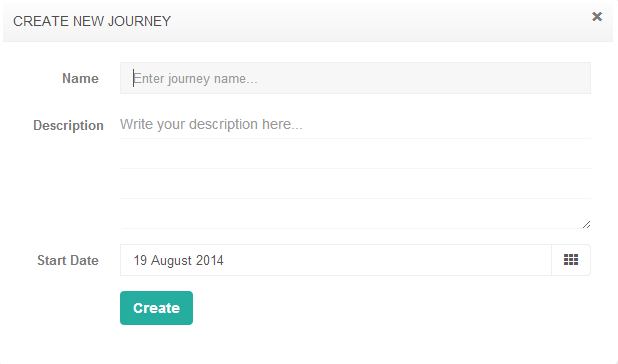 CREATE NEW JOURNEY
Name
Enter journey name...
Description
Write your description here...
Start Date
19 August 2014
Create